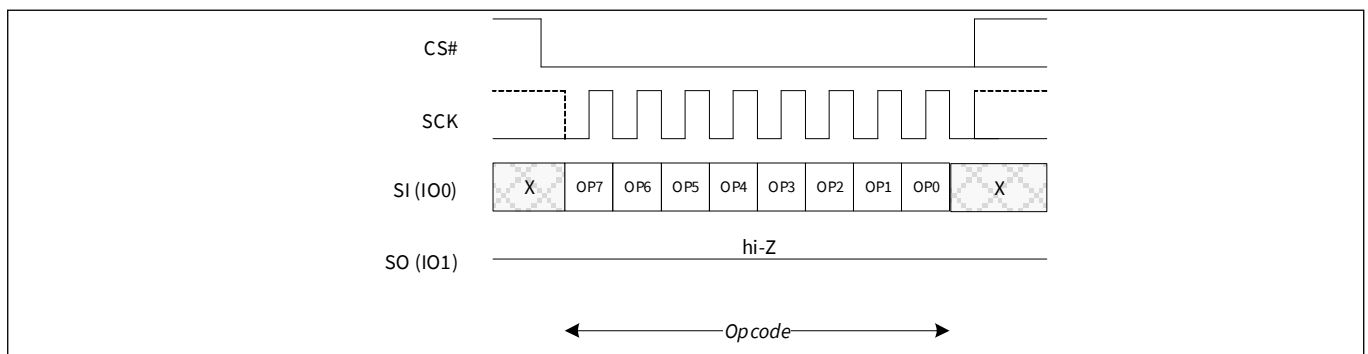 CS#
SCK
SI (IO0) X OP7 OP6 OP5 OP4 OP3 OP2 OP1 OP0 X
hi-Z
SO (IO1)
Opcode